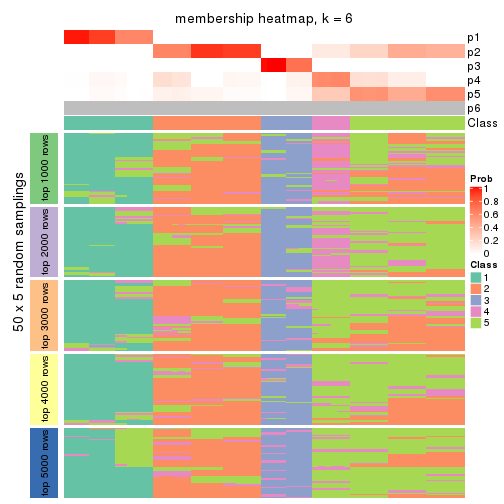 membership heatmap, k = 6
p1
p2
p3
p4
p5
p6
Class
50 x 5 random samplings
top 1000 rows
top 2000 rows
top 3000 rows
top 4000 rows
top 5000 rows
Prob
1
0.8
0.6
0.4
0.2
0
Class
1
2
3
4
5